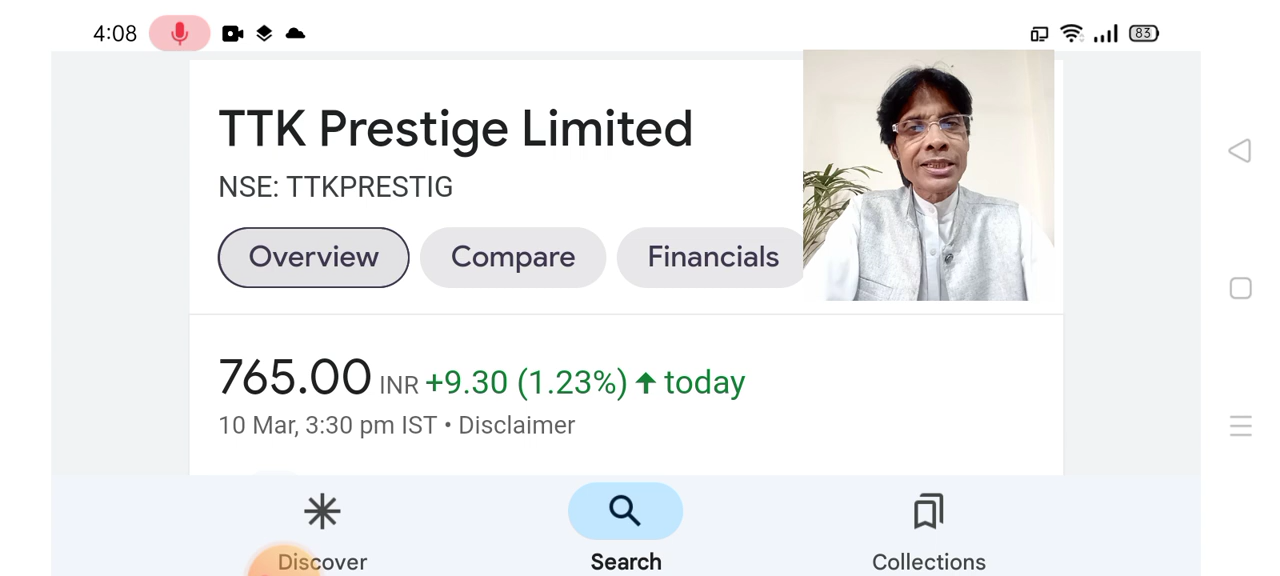 4:08
83
TTK Prestige Limited
NSE: TTKPRESTIG
Overview Compare Financials
765.00 INR +9.30 (1.23%) ↑ today
10 Mar, 3:30 pm IST • Disclaimer
Discover Search Collections